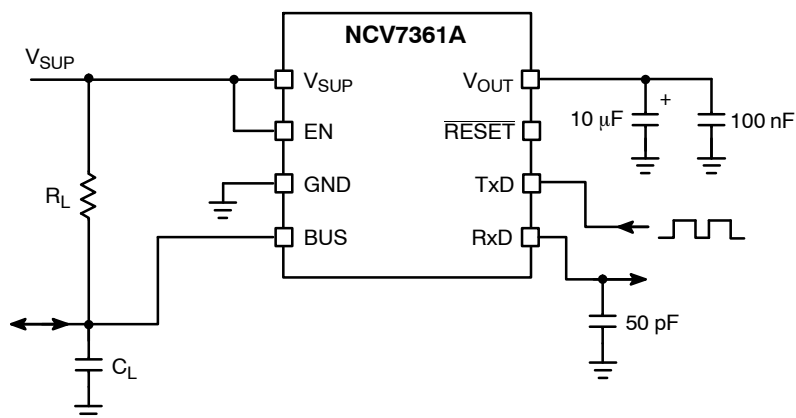 NCV7361A
V_SUP
V_SUP
V_OUT
10 μF
+
100 nF
EN
RESET
GND
TxD
R_L
BUS
RxD
50 pF
C_L